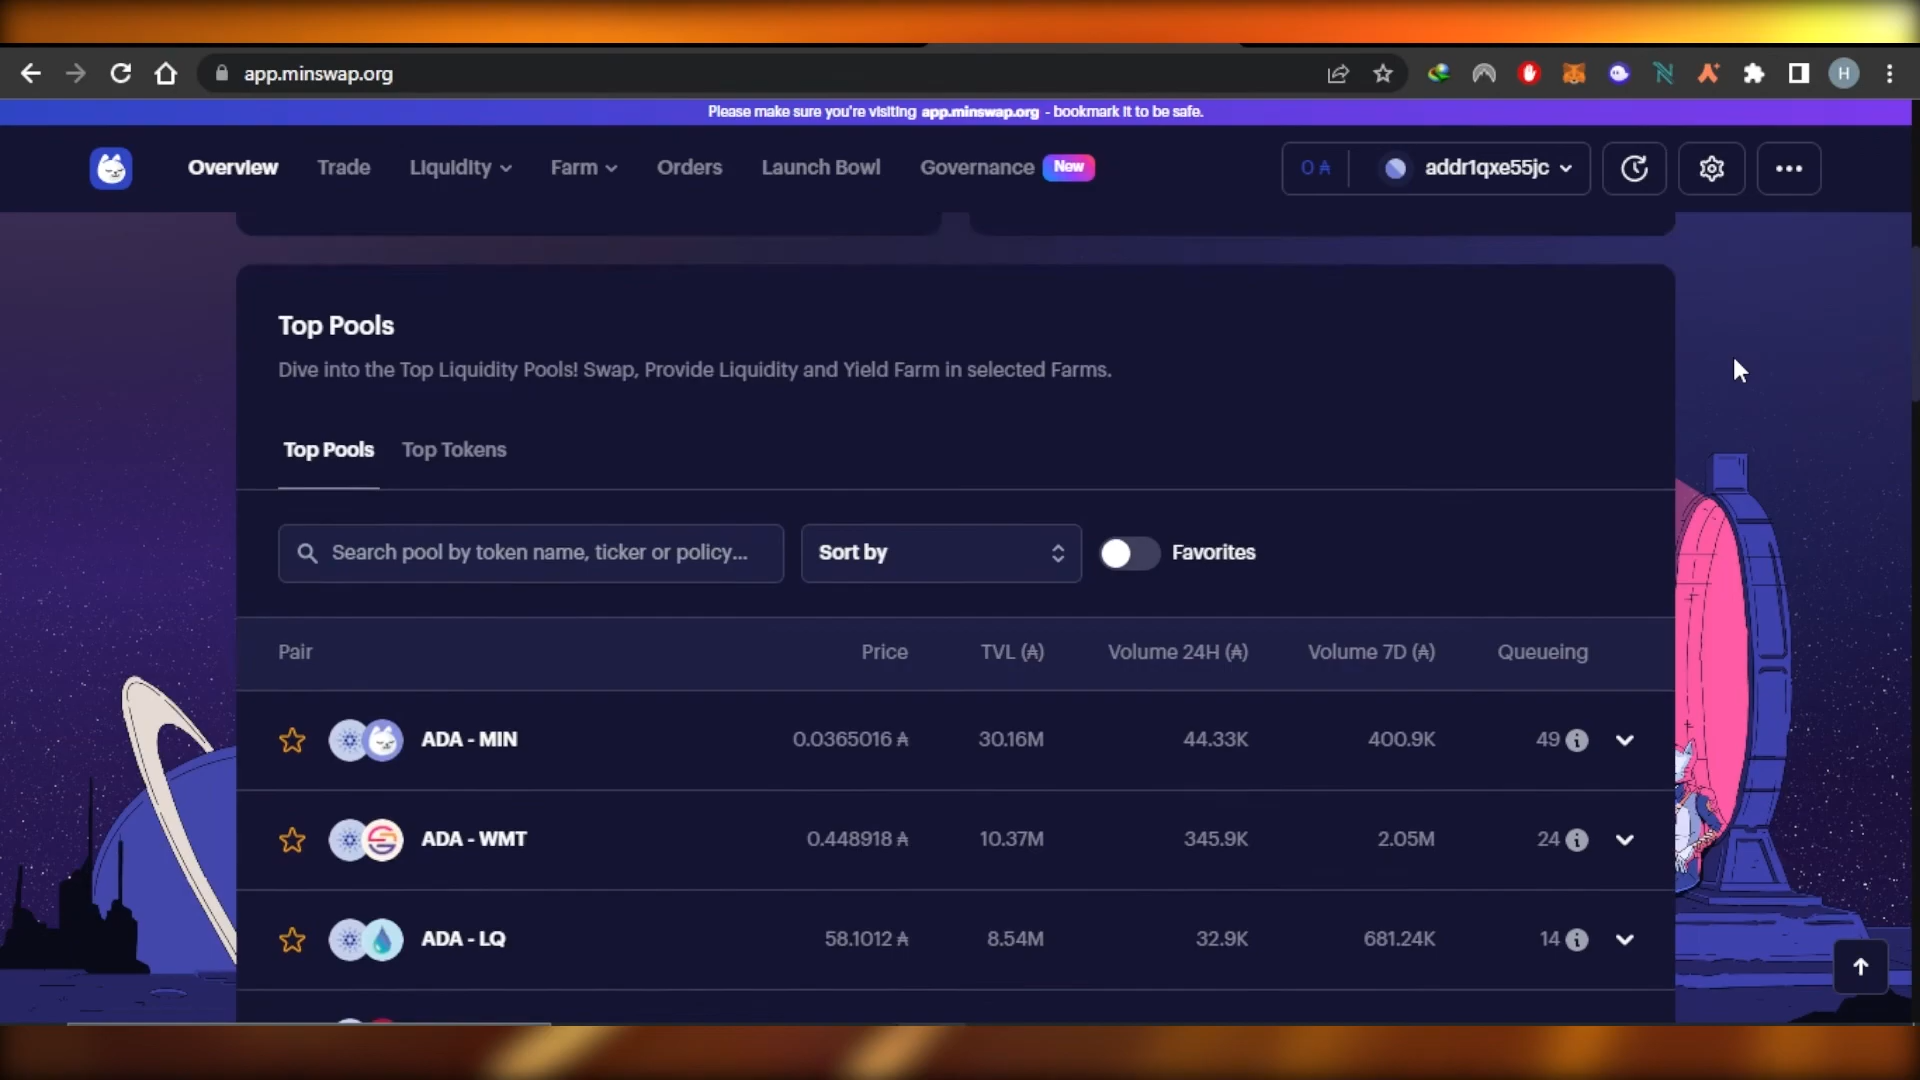 app.minswap.org
H
Please make sure you're visiting app.minswap.org - bookmark it to be safe.
Overview Trade Liquidity Farm Orders Launch Bowl Governance New 0 ₳ addr1qxe55jc
Top Pools
Dive into the Top Liquidity Pools! Swap, Provide Liquidity and Yield Farm in selected Farms.
Top Pools Top Tokens
Search pool by token name, ticker or policy... Sort by Favorites
Pair Price TVL (₳) Volume 24H (₳) Volume 7D (₳) Queueing
ADA - MIN 0.0365016 ₳ 30.16M 44.33K 400.9K 49
ADA - WMT 0.448918 ₳ 10.37M 345.9K 2.05M 24
ADA - LQ 58.1012 ₳ 8.54M 32.9K 681.24K 14